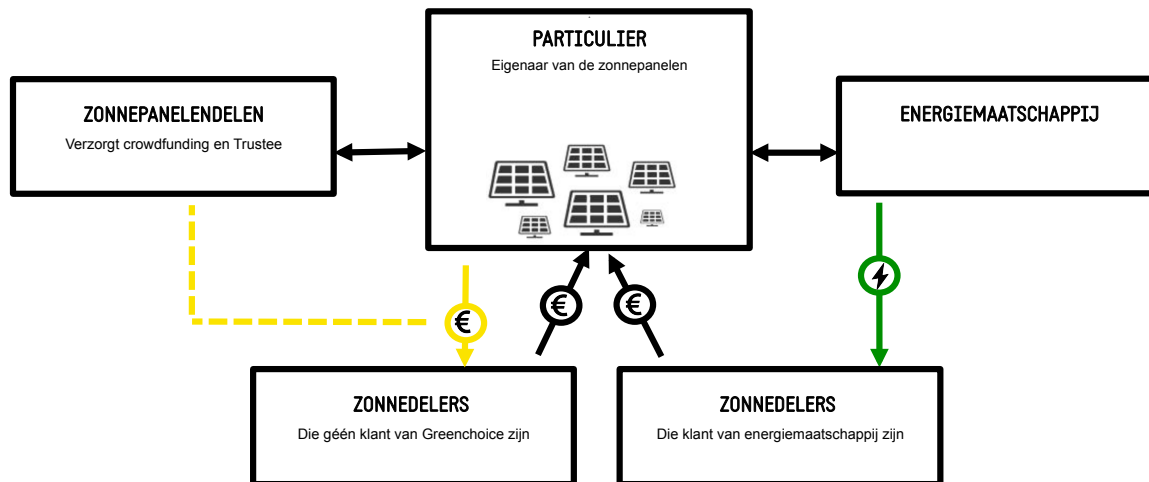 PARTICULIER
Eigenaar van de zonnepanelen
ZONNEPANELENDELEN
Verzorgt crowdfunding en Trustee
ENERGIEMAATSCHAPPIJ
€
€
€
ZONNEDELERS
Die géén klant van Greenchoice zijn
ZONNEDELERS
Die klant van energiemaatschappij zijn